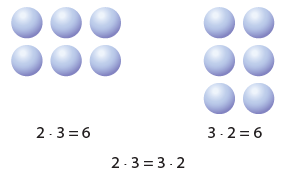 2 · 3 = 6
3 · 2 = 6
2 · 3 = 3 · 2